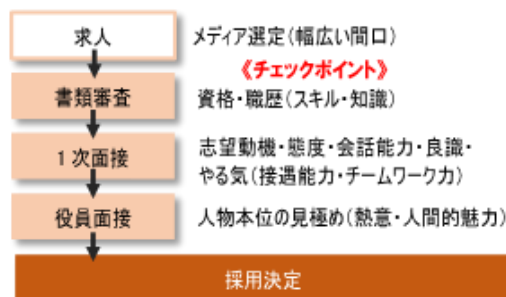 求人
メディア選定(幅広い間口)
《チェックポイント》
書類審査
資格・職歴(スキル・知識)
1次面接
志望動機・態度・会話能力・良識・
やる気(接遇能力・チームワーク力)
役員面接
人物本位の見極め(熱意・人間的魅力)
採用決定